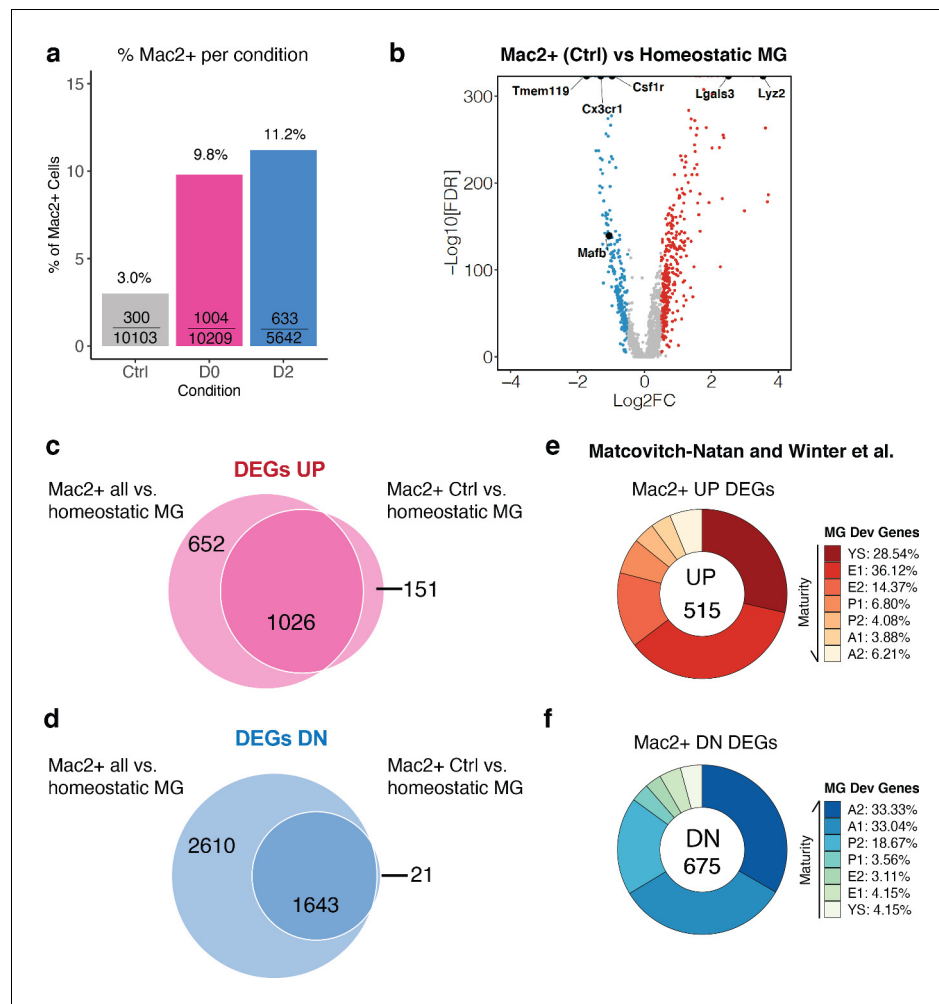 a
% Mac2+ per condition
% of Mac2+ Cells
15
10
5
0
3.0%
9.8%
11.2%
300
10103
1004
10209
633
5642
Ctrl
D0
D2
Condition
b
Mac2+ (Ctrl) vs Homeostatic MG
−Log10[FDR]
300
200
100
0
Tmem119
Cx3cr1
Csf1r
Lgals3
Lyz2
Mafb
−4
−2
0
2
4
Log2FC
c
DEGs UP
Mac2+ all vs.
homeostatic MG
Mac2+ Ctrl vs.
homeostatic MG
652
1026
151
d
DEGs DN
Mac2+ all vs.
homeostatic MG
Mac2+ Ctrl vs.
homeostatic MG
2610
1643
21
e
Matcovitch-Natan and Winter et al.
Mac2+ UP DEGs
UP
515
MG Dev Genes
Maturity
YS: 28.54%
E1: 36.12%
E2: 14.37%
P1: 6.80%
P2: 4.08%
A1: 3.88%
A2: 6.21%
f
Mac2+ DN DEGs
DN
675
MG Dev Genes
Maturity
A2: 33.33%
A1: 33.04%
P2: 18.67%
P1: 3.56%
E2: 3.11%
E1: 4.15%
YS: 4.15%